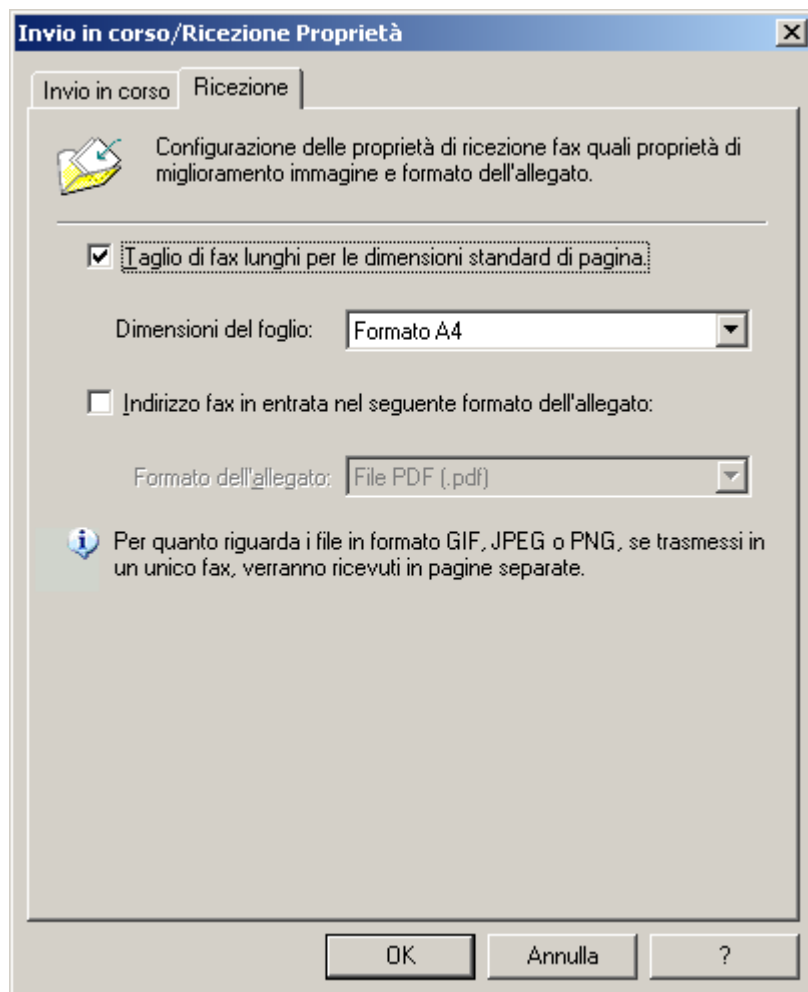 Invio in corso/Ricezione Proprietà
Invio in corso
Ricezione
Configurazione delle proprietà di ricezione fax quali proprietà di
miglioramento immagine e formato dell'allegato.
Taglio di fax lunghi per le dimensioni standard di pagina.
Dimensioni del foglio: Formato A4
Indirizzo fax in entrata nel seguente formato dell'allegato:
Formato dell'allegato: File PDF (.pdf)
Per quanto riguarda i file in formato GIF, JPEG o PNG, se trasmessi in
un unico fax, verranno ricevuti in pagine separate.
OK Annulla ?